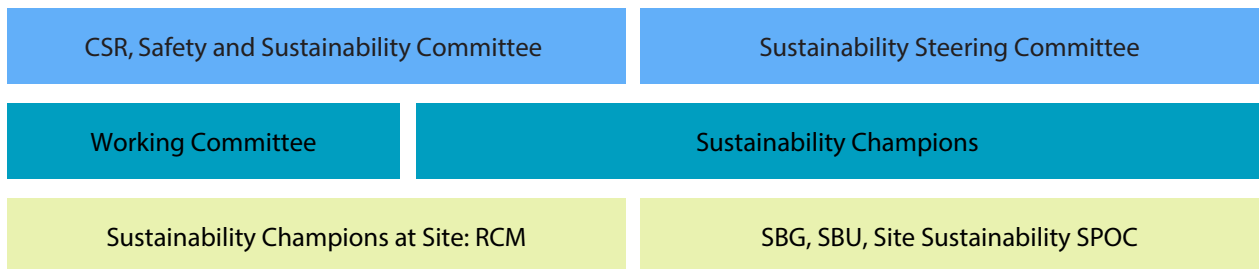 CSR, Safety and Sustainability Committee
Sustainability Steering Committee
Working Committee
Sustainability Champions
Sustainability Champions at Site: RCM
SBG, SBU, Site Sustainability SPOC